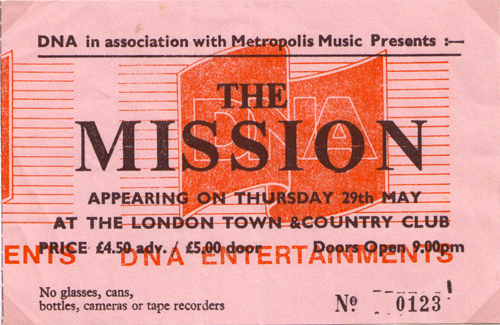 DNA in association with Metropolis Music Presents :—
DNA
THE
MISSION
APPEARING ON THURSDAY 29th MAY
AT THE LONDON TOWN &COUNTRY CLUB
PRICE £4.50 adv. / £5.00 door Doors Open 9.00pm
ENTS DNA ENTERTAINMENTS
No glasses, cans,
bottles, cameras or tape recorders
Nº 0123